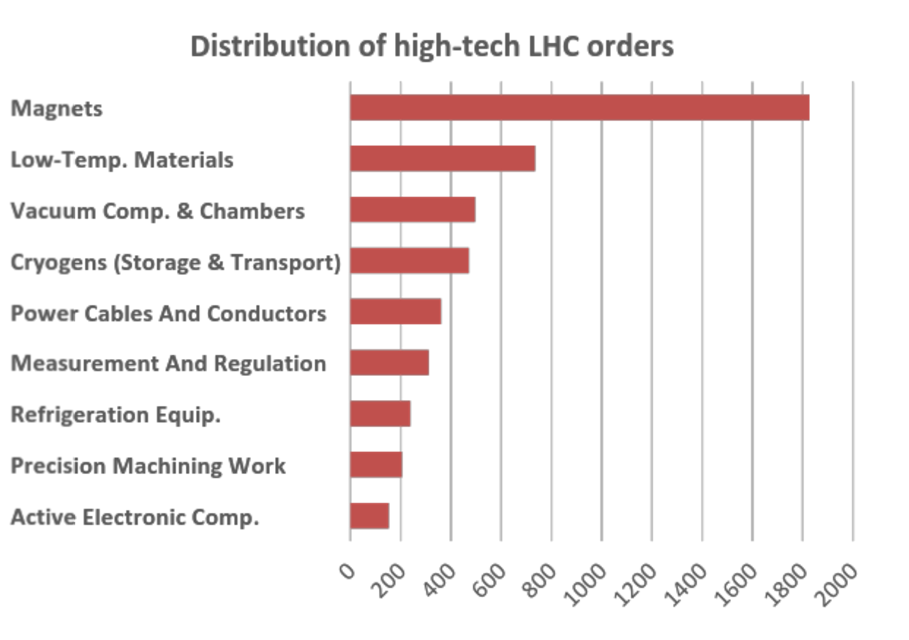 Distribution of high-tech LHC orders
Magnets
Low-Temp. Materials
Vacuum Comp. & Chambers
Cryogens (Storage & Transport)
Power Cables And Conductors
Measurement And Regulation
Refrigeration Equip.
Precision Machining Work
Active Electronic Comp.
0 200 400 600 800 1000 1200 1400 1600 1800 2000